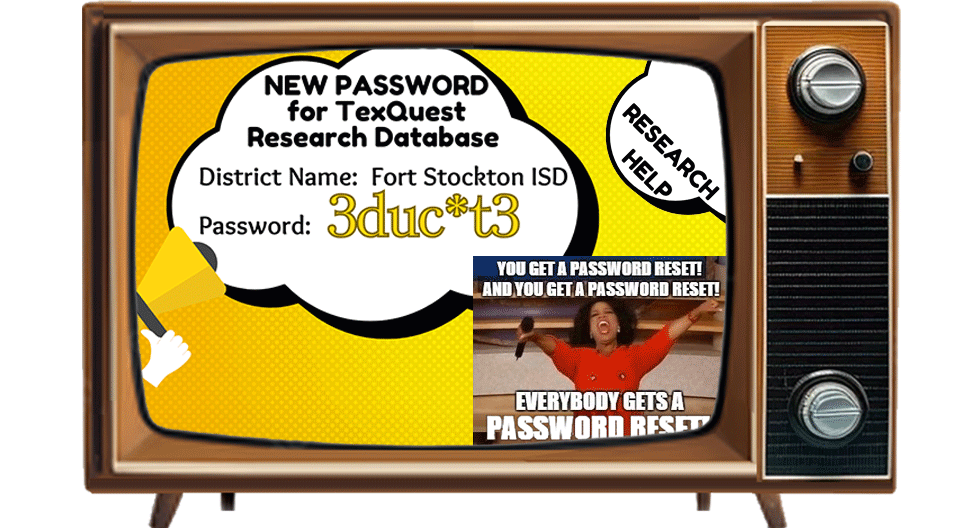 NEW PASSWORD
for TexQuest
Research Database
District Name: Fort Stockton ISD
Password: 3duc*t3
RESEARCH
HELP
YOU GET A PASSWORD RESET!
AND YOU GET A PASSWORD RESET!
EVERYBODY GETS A
PASSWORD RESET!